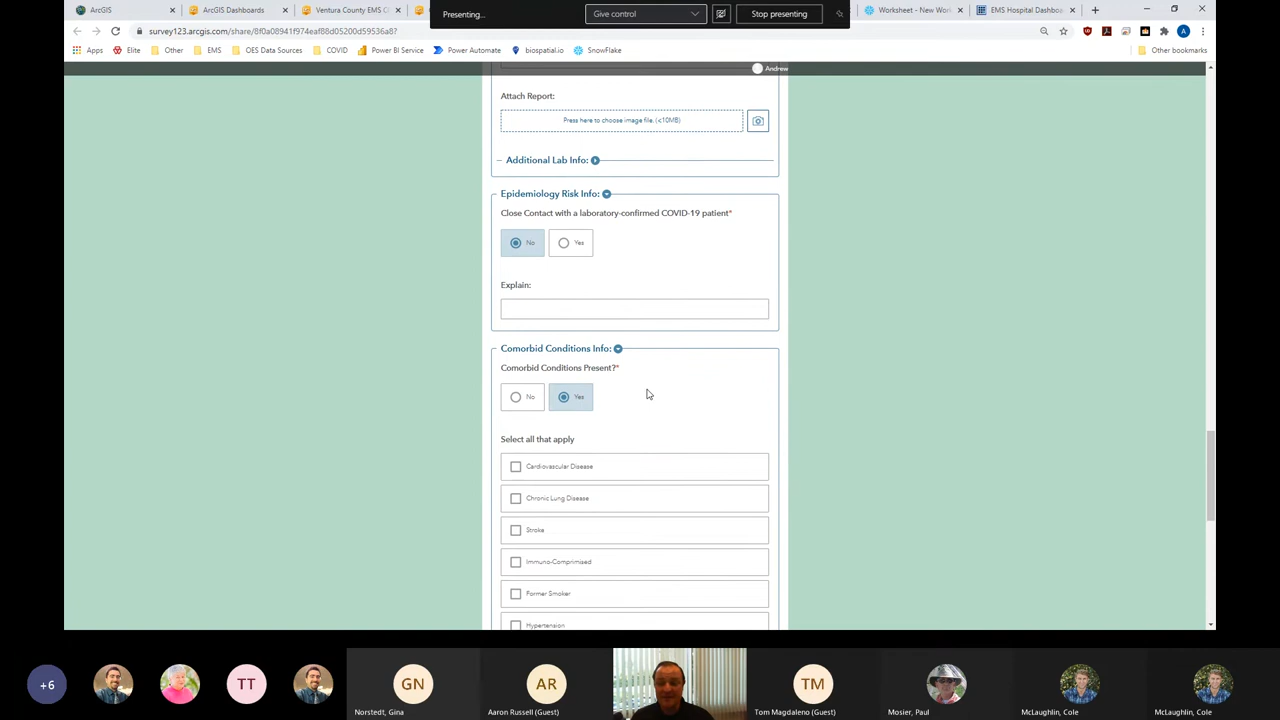 Presenting...
Give control
Stop presenting
ArcGIS
ArcGIS Dashboards
Ventura County EMS
Worksheet - New Work
EMS Hospital Dashbo
A
survey123.arcgis.com/share/8f0a08941f974eaf88d05200d59536a8?
Apps
Elite
EMS
OES Data Sources
COVID
Power BI Service
Power Automate
biospatial.io
SnowFlake
Other
Other bookmarks
Andrew
Attach Report:
Press here to choose image file. (<10MB)
Additional Lab Info:
Epidemiology Risk Info:
Close Contact with a laboratory-confirmed COVID-19 patient*
No
Yes
Explain:
Comorbid Conditions Info:
Comorbid Conditions Present?*
No
Yes
Select all that apply
Cardiovascular Disease
Chronic Lung Disease
Stroke
Immuno-Comprimised
Former Smoker
Hypertension
+6
TT
GN
AR
TM
Norstedt, Gina
Aaron Russell (Guest)
Tom Magdaleno (Guest)
Mosier, Paul
McLaughlin, Cole
McLaughlin, Cole